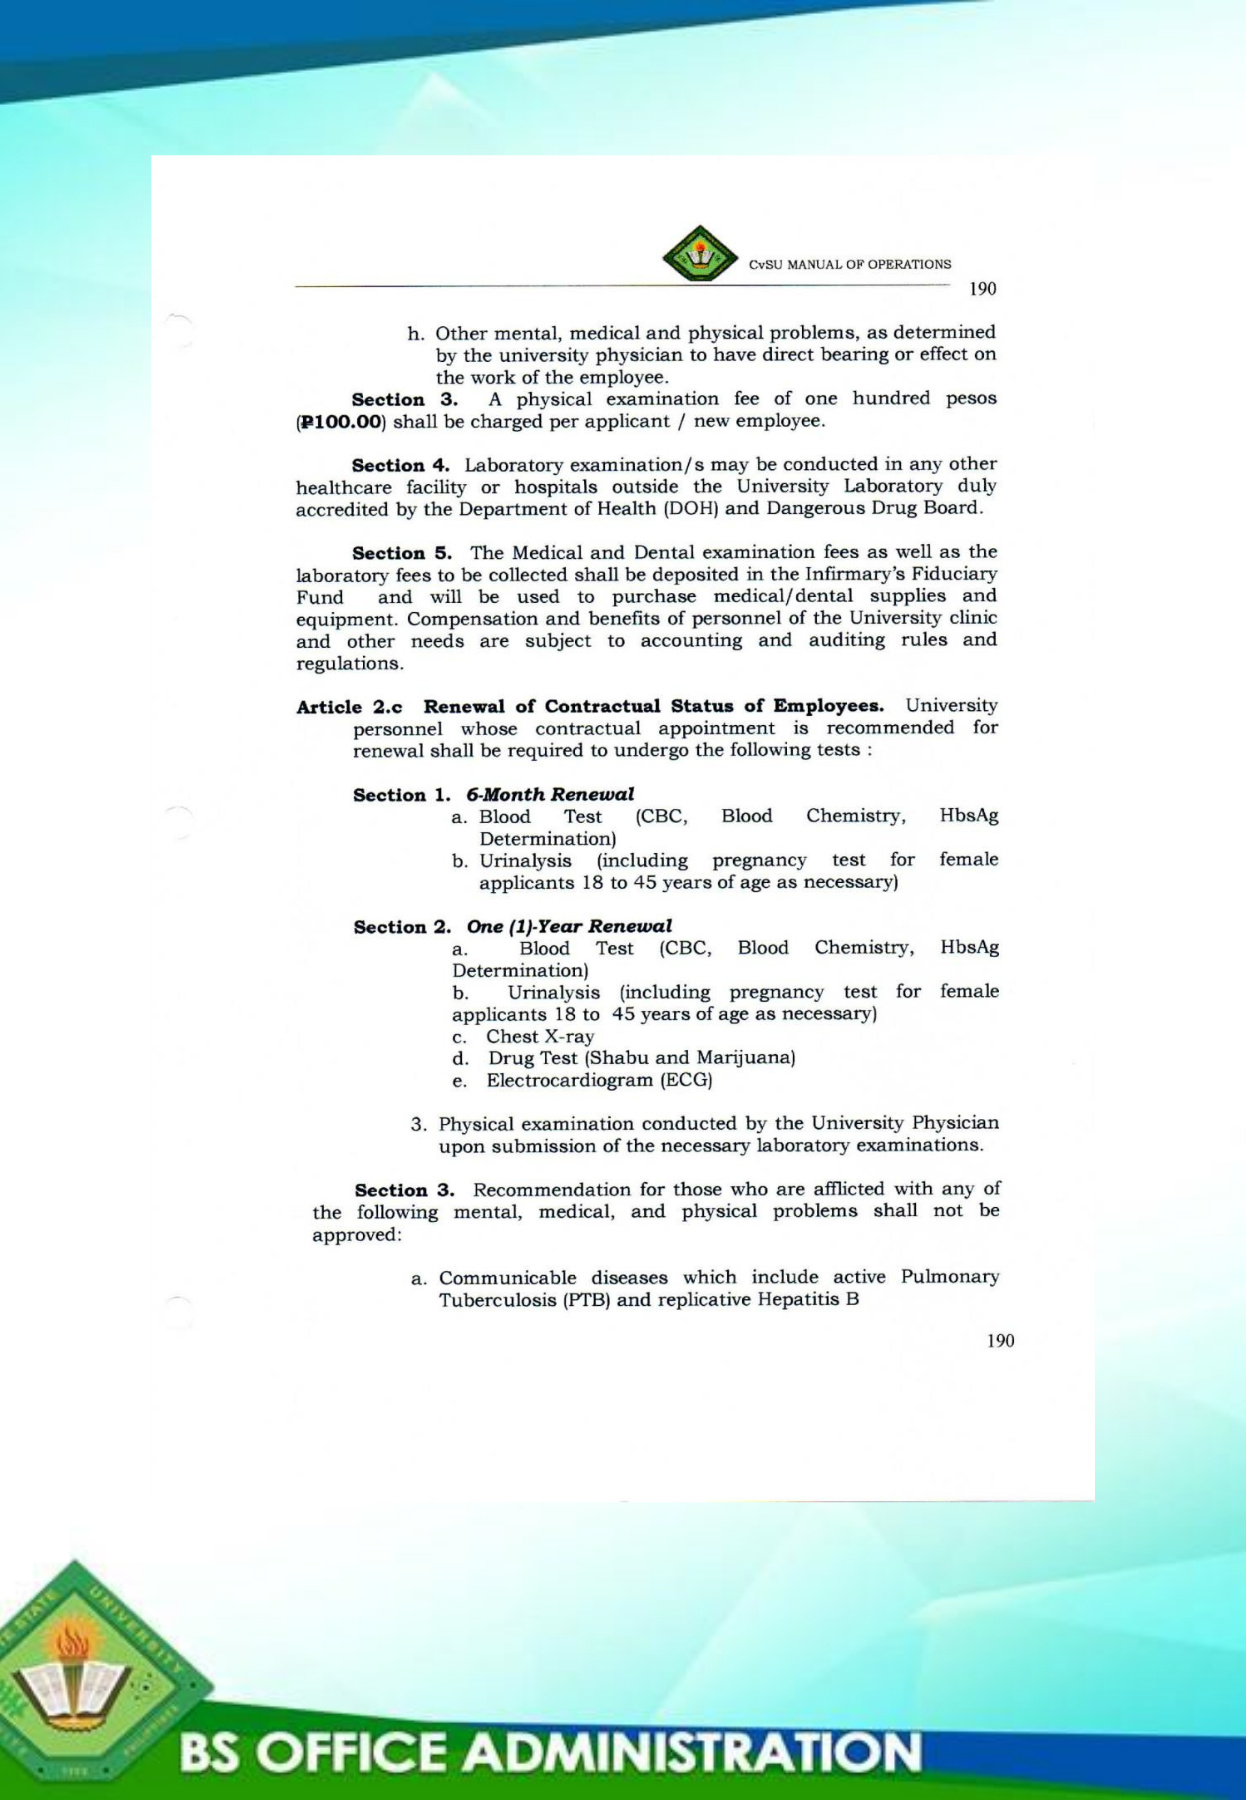 CvSU MANUAL OF OPERATIONS
190
h. Other mental, medical and physical problems, as determined
by the university physician to have direct bearing or effect on
the work of the employee.
Section 3. A physical examination fee of one hundred pesos
(₱100.00) shall be charged per applicant / new employee.
Section 4. Laboratory examination/s may be conducted in any other
healthcare facility or hospitals outside the University Laboratory duly
accredited by the Department of Health (DOH) and Dangerous Drug Board.
Section 5. The Medical and Dental examination fees as well as the
laboratory fees to be collected shall be deposited in the Infirmary's Fiduciary
Fund and will be used to purchase medical/dental supplies and
equipment. Compensation and benefits of personnel of the University clinic
and other needs are subject to accounting and auditing rules and
regulations.
Article 2.c Renewal of Contractual Status of Employees. University
personnel whose contractual appointment is recommended for
renewal shall be required to undergo the following tests :
Section 1. 6-Month Renewal
a. Blood Test (CBC, Blood Chemistry, HbsAg
Determination)
b. Urinalysis (including pregnancy test for female
applicants 18 to 45 years of age as necessary)
Section 2. One (1)-Year Renewal
a. Blood Test (CBC, Blood Chemistry, HbsAg
Determination)
b. Urinalysis (including pregnancy test for female
applicants 18 to 45 years of age as necessary)
c. Chest X-ray
d. Drug Test (Shabu and Marijuana)
e. Electrocardiogram (ECG)
3. Physical examination conducted by the University Physician
upon submission of the necessary laboratory examinations.
Section 3. Recommendation for those who are afflicted with any of
the following mental, medical, and physical problems shall not be
approved:
a. Communicable diseases which include active Pulmonary
Tuberculosis (PTB) and replicative Hepatitis B
190
STATE UNIVERSITY
BS OFFICE ADMINISTRATION